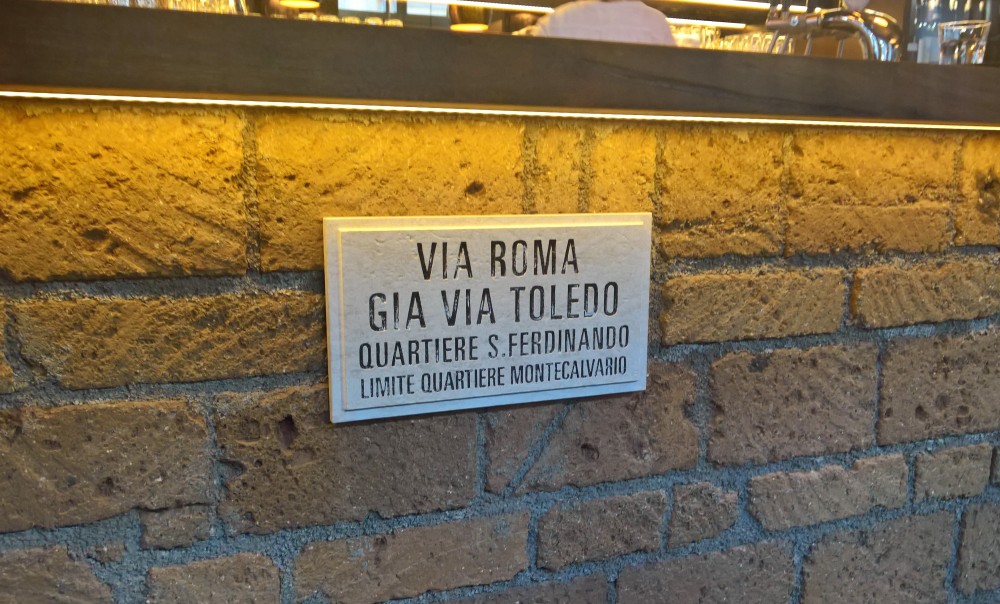 VIA ROMA
GIA VIA TOLEDO
QUARTIERE S.FERDINANDO
LIMITE QUARTIERE MONTECALVARIO